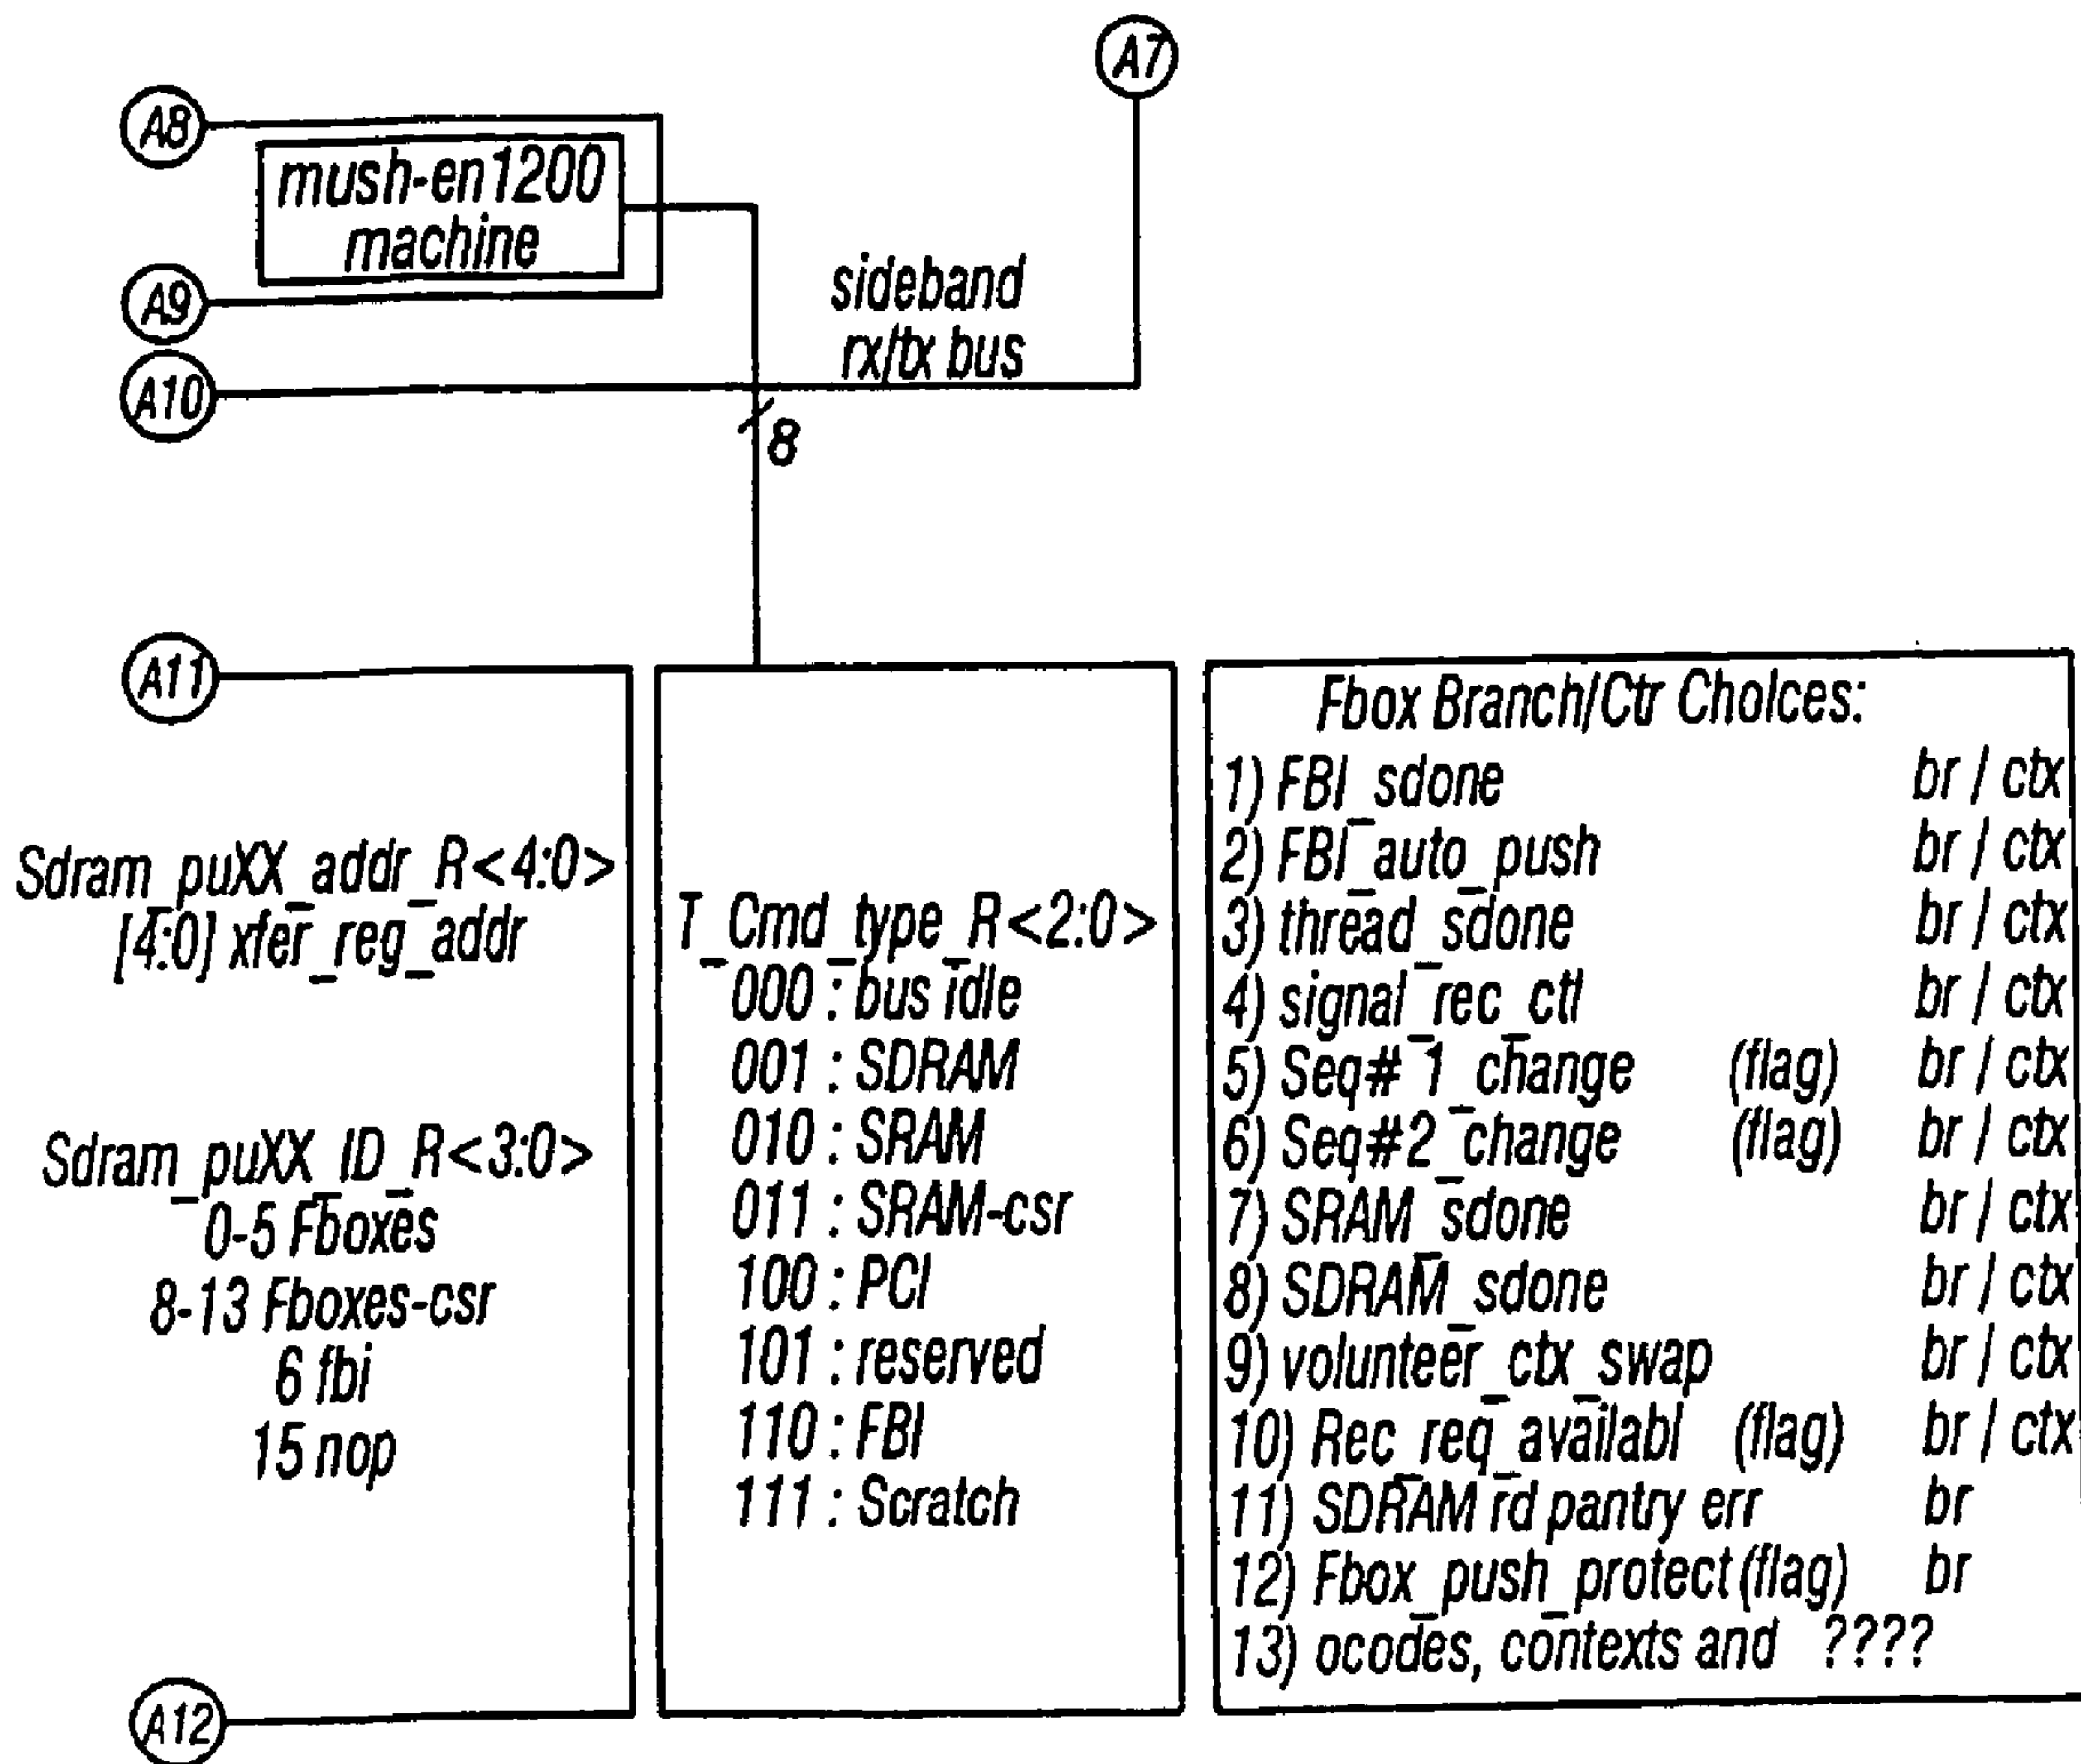 A7
A8
mush-en1200
machine
A9
sideband
rx/tx bus
A10
8
A11
Sdram_puXX_addr_R<4:0>
[4:0] xfer_reg_addr
Sdram_puXX_ID_R<3:0>
0-5 Fboxes
8-13 Fboxes-csr
6 fbi
15 nop
A12
T_Cmd_type_R<2:0>
000 : bus idle
001 : SDRAM
010 : SRAM
011 : SRAM-csr
100 : PCI
101 : reserved
110 : FBI
111 : Scratch
Fbox Branch/Ctr Choices:
1) FBI_sdone br / ctx
2) FBI_auto_push br / ctx
3) thread_sdone br / ctx
4) signal_rec_ctl br / ctx
5) Seq# 1_change (flag) br / ctx
6) Seq#2_change (flag) br / ctx
7) SRAM_sdone br / ctx
8) SDRAM_sdone br / ctx
9) volunteer_ctx_swap br / ctx
10) Rec_req_availabl (flag) br / ctx
11) SDRAM rd pantry err br
12) Fbox_push_protect (flag) br
13) ocodes, contexts and ????